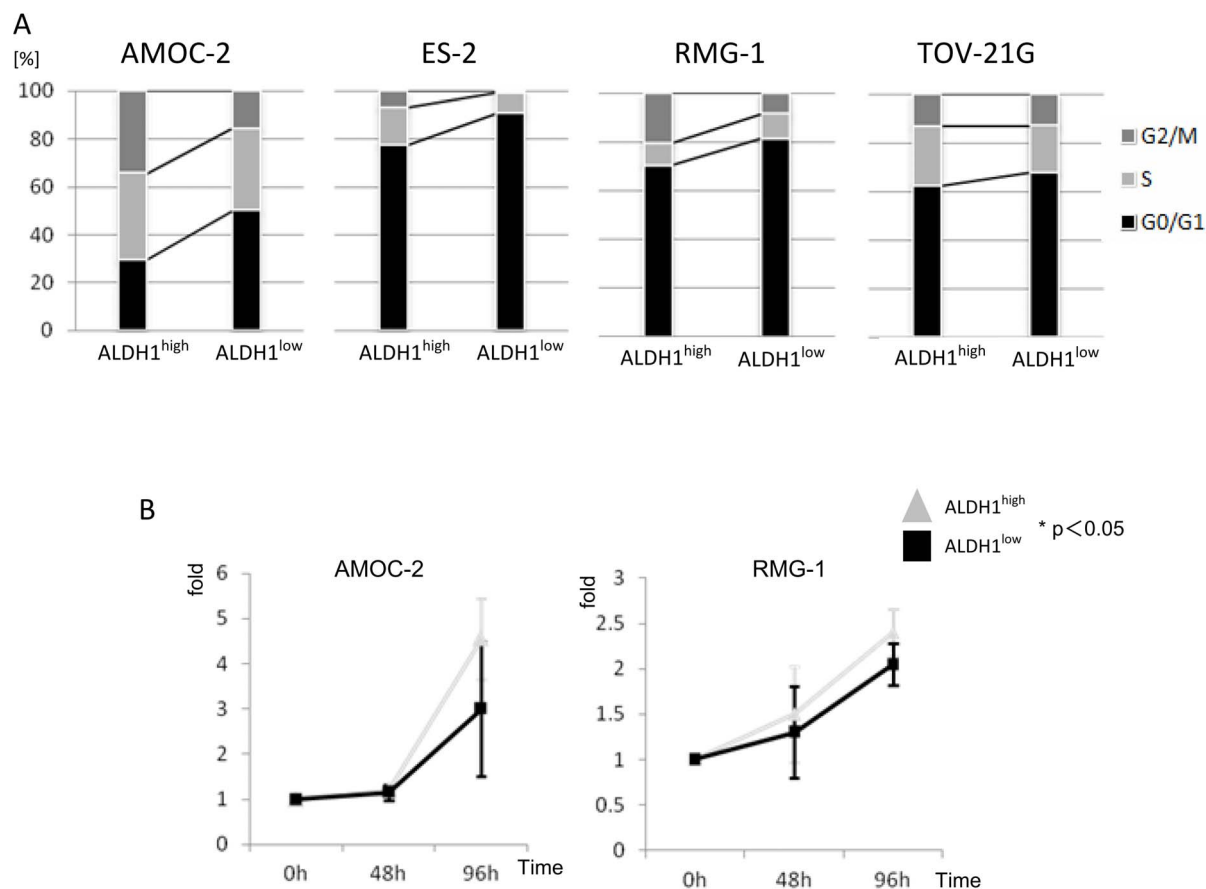 A
[%]
AMOC-2 ES-2 RMG-1 TOV-21G
100
80
60
40
20
0
G2/M
S
G0/G1
ALDH1high ALDH1low ALDH1high ALDH1low ALDH1high ALDH1low ALDH1high ALDH1low
B
ALDH1high
ALDH1low
* p<0.05
fold
AMOC-2
6
5
4
3
2
1
0
0h 48h 96h Time
fold
RMG-1
3
2.5
2
1.5
1
0.5
0
0h 48h 96h Time